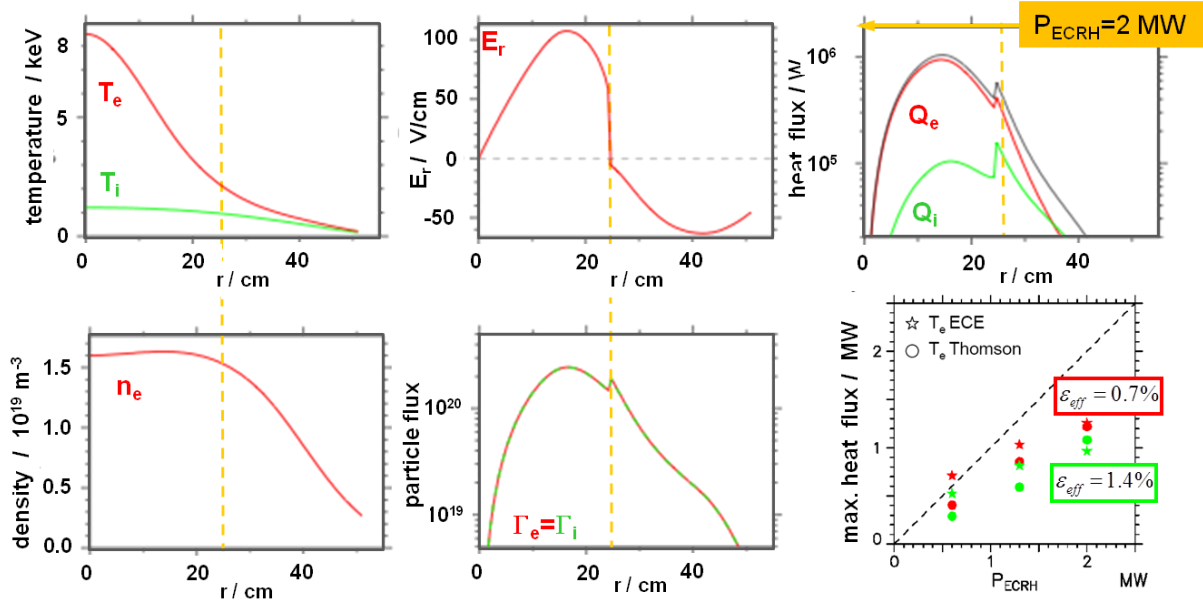 temperature / keV
8
5
0
T_e
T_i
0
20
40
r / cm
E_r / V/cm
100
50
0
-50
E_r
0
20
40
r / cm
P_ECRH=2 MW
heat flux / W
10^6
10^5
Q_e
Q_i
0
20
40
r / cm
density / 10^19 m^-3
1.5
1.0
0.5
0.0
n_e
0
20
40
r / cm
particle flux
10^20
10^19
Γ_e=Γ_i
0
20
40
r / cm
max. heat flux / MW
2
1
0
T_e ECE
T_e Thomson
ε_eff = 0.7%
ε_eff = 1.4%
0
1
2
P_ECRH
MW